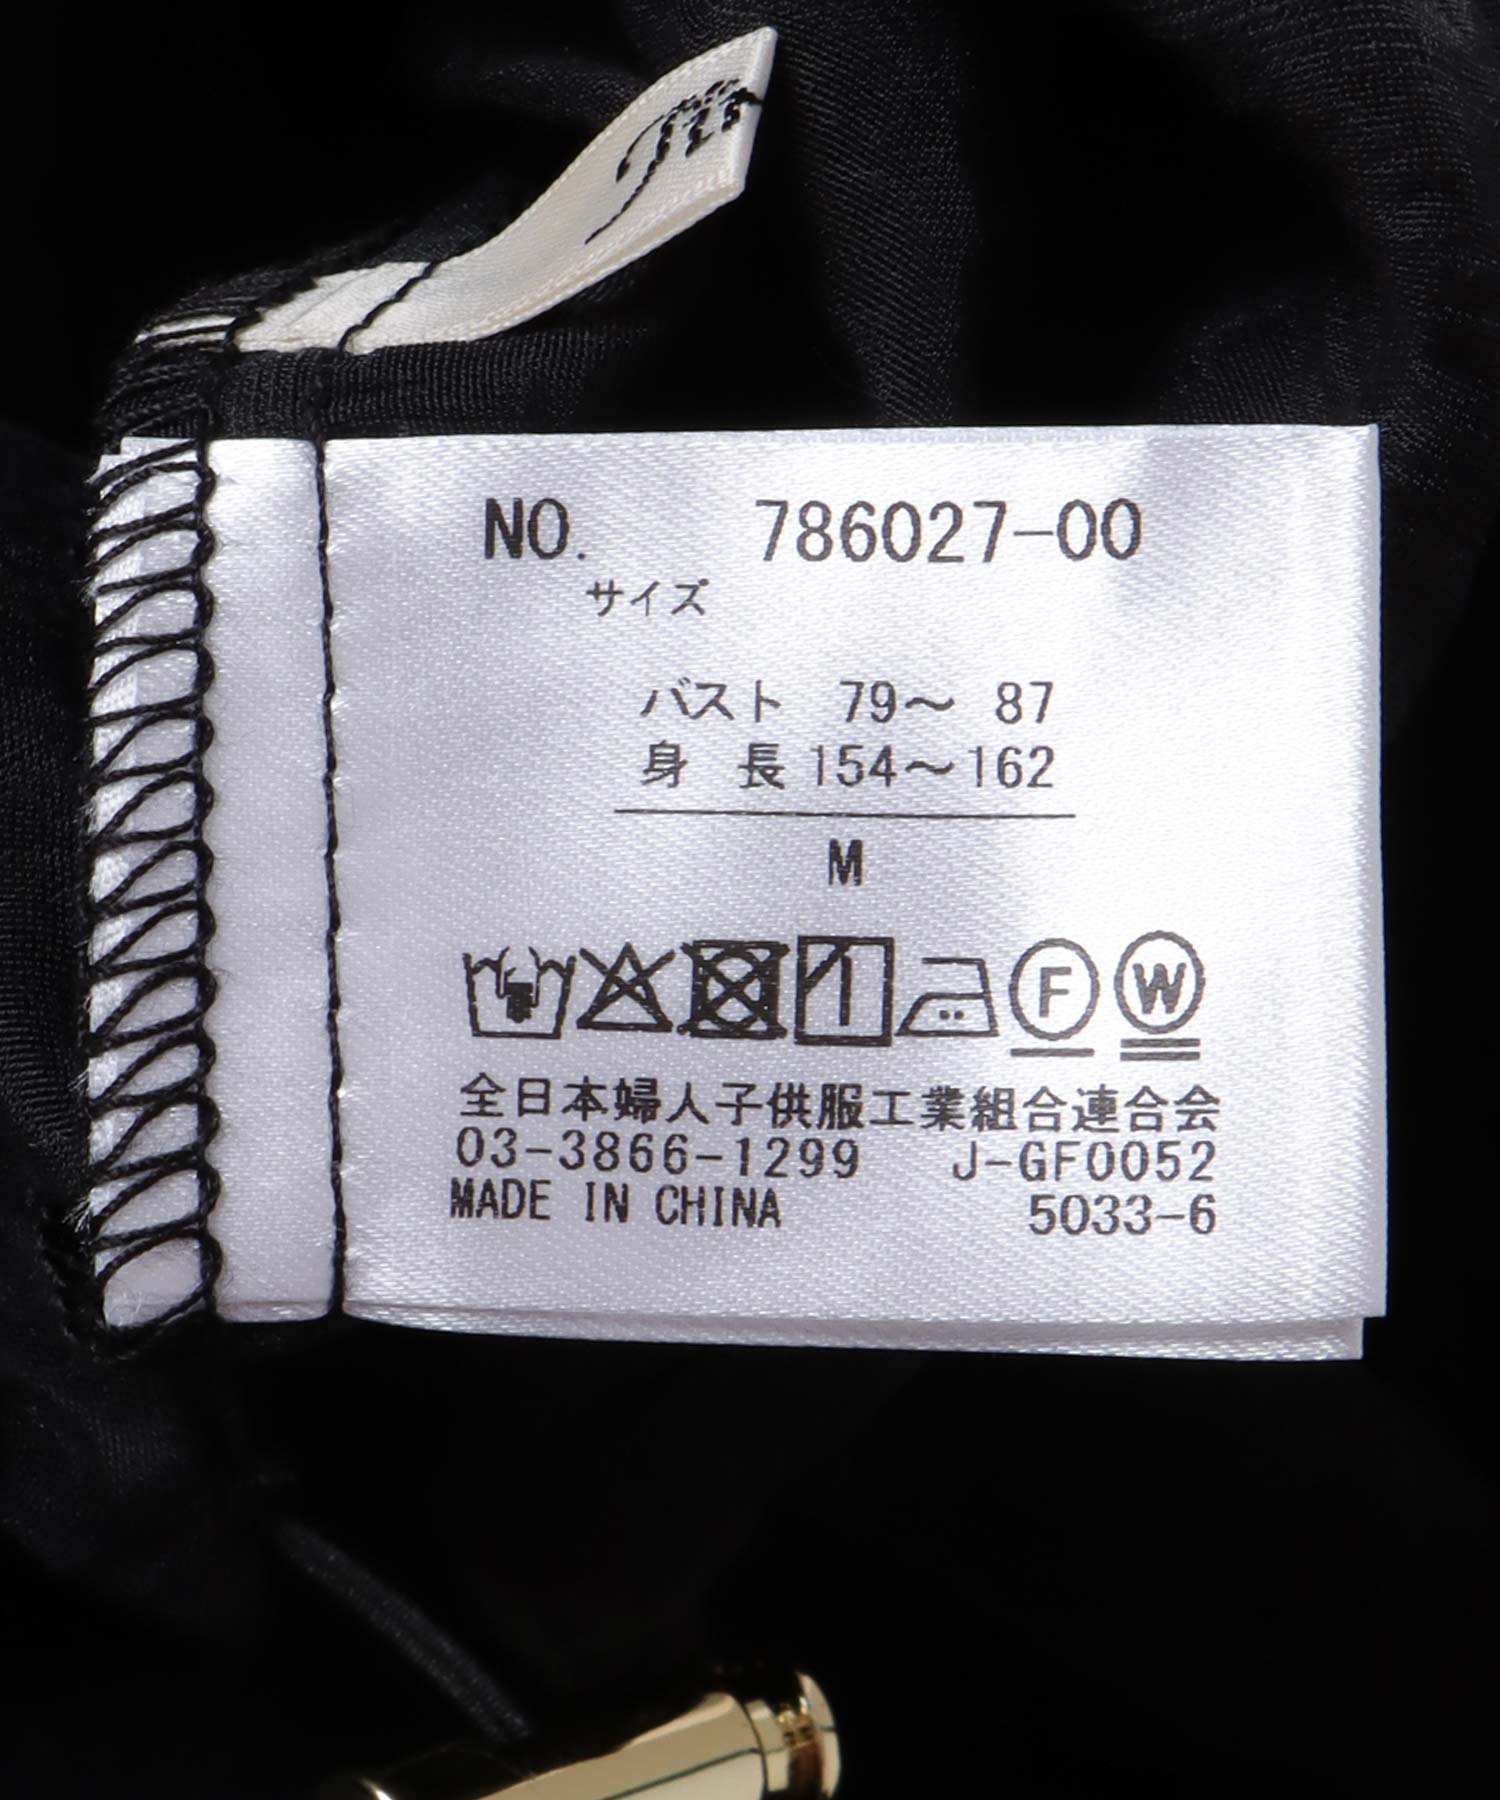 NO. 786027-00
サイズ
バスト 79～ 87
身 長 154～162
M
F W
全日本婦人子供服工業組合連合会
03-3866-1299 J-GF0052
MADE IN CHINA 5033-6